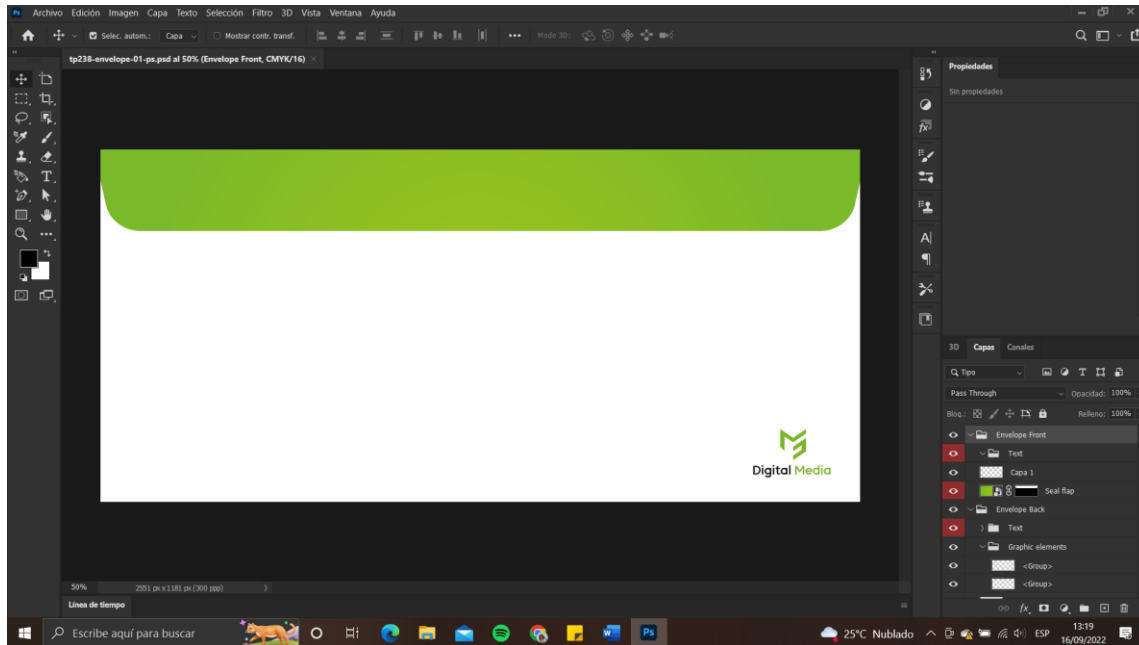 Ps Archivo Edición Imagen Capa Texto Selección Filtro 3D Vista Ventana Ayuda
Selec. autom.: Capa Mostrar contr. transf. Modo 3D:
tp238-envelope-01-ps.psd al 50% (Envelope Front, CMYK/16) ×
Propiedades
Sin propiedades
Digital Media
3D Capas Canales
Tipo
Pass Through Opacidad: 100%
Bloq.: Relleno: 100%
Envelope Front
Text
Capa 1
Seal flap
Envelope Back
Text
Graphic elements
<Group>
<Group>
fx
50% 2551 px x 1181 px (300 ppp)
Línea de tiempo
Escribe aquí para buscar
25°C Nublado
ESP
13:19
16/09/2022